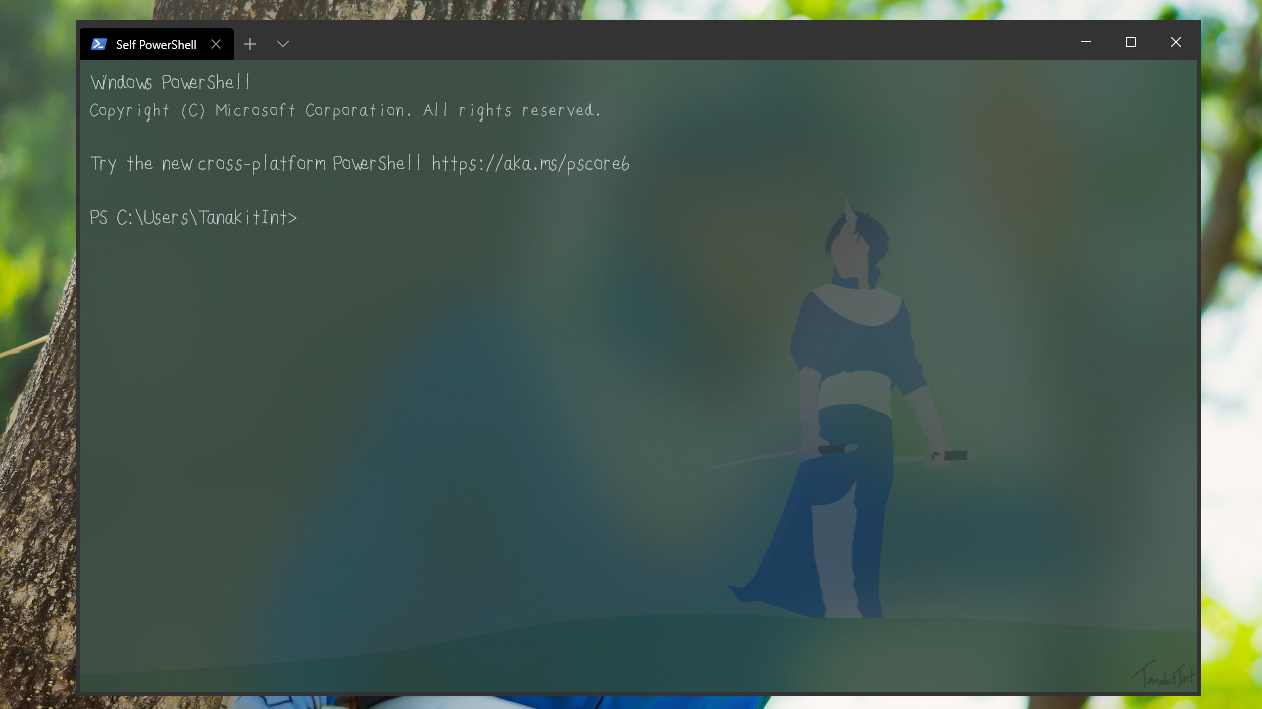 Self PowerShell
Windows PowerShell
Copyright (C) Microsoft Corporation. All rights reserved.
Try the new cross-platform PowerShell https://aka.ms/pscore6
PS C:\Users\TanakitInt>
TanakitInt